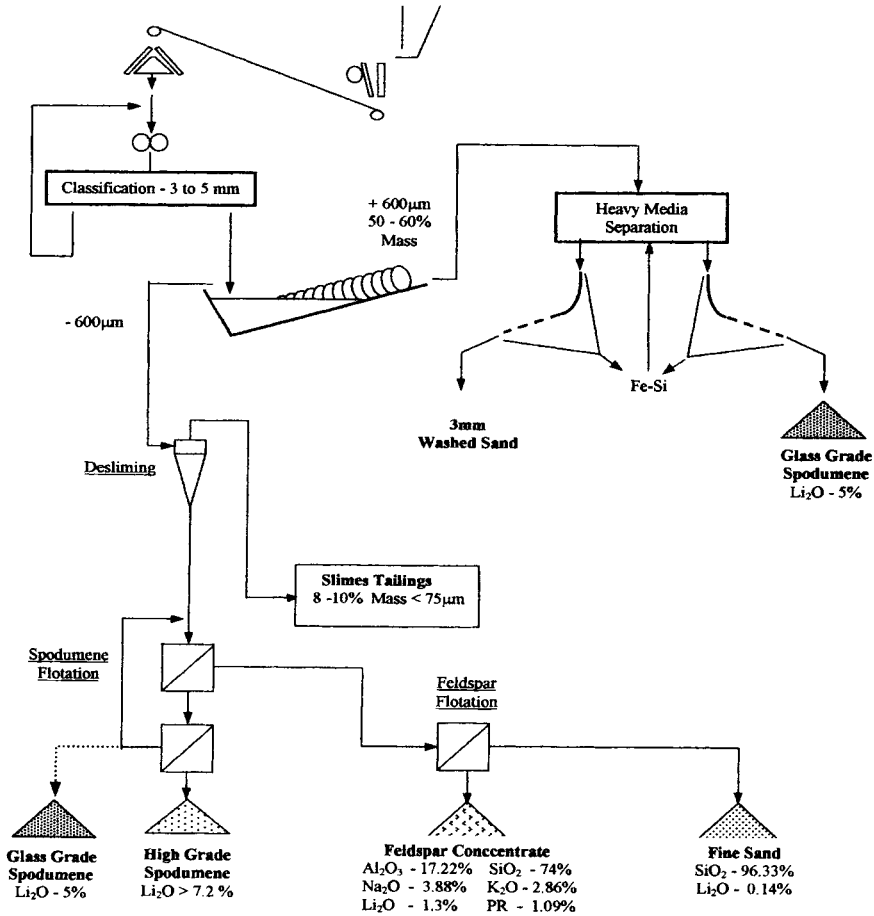 Classification - 3 to 5 mm
+ 600μm
50 - 60%
Mass
Heavy Media
Separation
- 600μm
Fe-Si
3mm
Washed Sand
Glass Grade
Spodumene
Li₂O - 5%
Desliming
Slimes Tailings
8 -10% Mass < 75μm
Spodumene
Flotation
Feldspar
Flotation
Glass Grade
Spodumene
Li₂O - 5%
High Grade
Spodumene
Li₂O > 7.2 %
Feldspar Conccentrate
Al₂O₃ - 17.22% SiO₂ - 74%
Na₂O - 3.88% K₂O - 2.86%
Li₂O - 1.3% PR - 1.09%
Fine Sand
SiO₂ - 96.33%
Li₂O - 0.14%